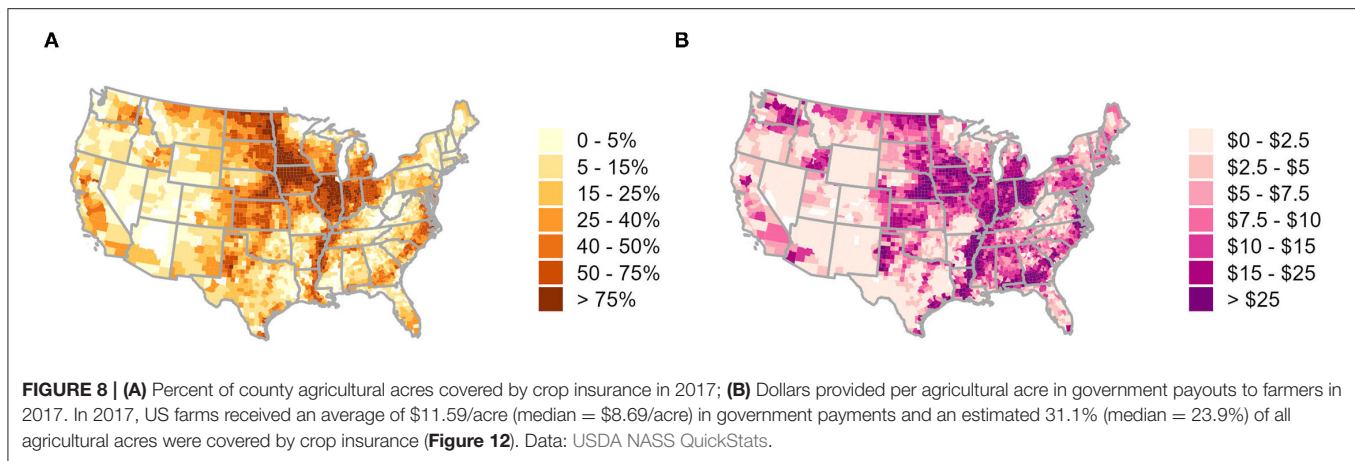 A
B
0 - 5%
5 - 15%
15 - 25%
25 - 40%
40 - 50%
50 - 75%
> 75%
$0 - $2.5
$2.5 - $5
$5 - $7.5
$7.5 - $10
$10 - $15
$15 - $25
> $25
FIGURE 8 | (A) Percent of county agricultural acres covered by crop insurance in 2017; (B) Dollars provided per agricultural acre in government payouts to farmers in
2017. In 2017, US farms received an average of $11.59/acre (median = $8.69/acre) in government payments and an estimated 31.1% (median = 23.9%) of all
agricultural acres were covered by crop insurance (Figure 12). Data: USDA NASS QuickStats.